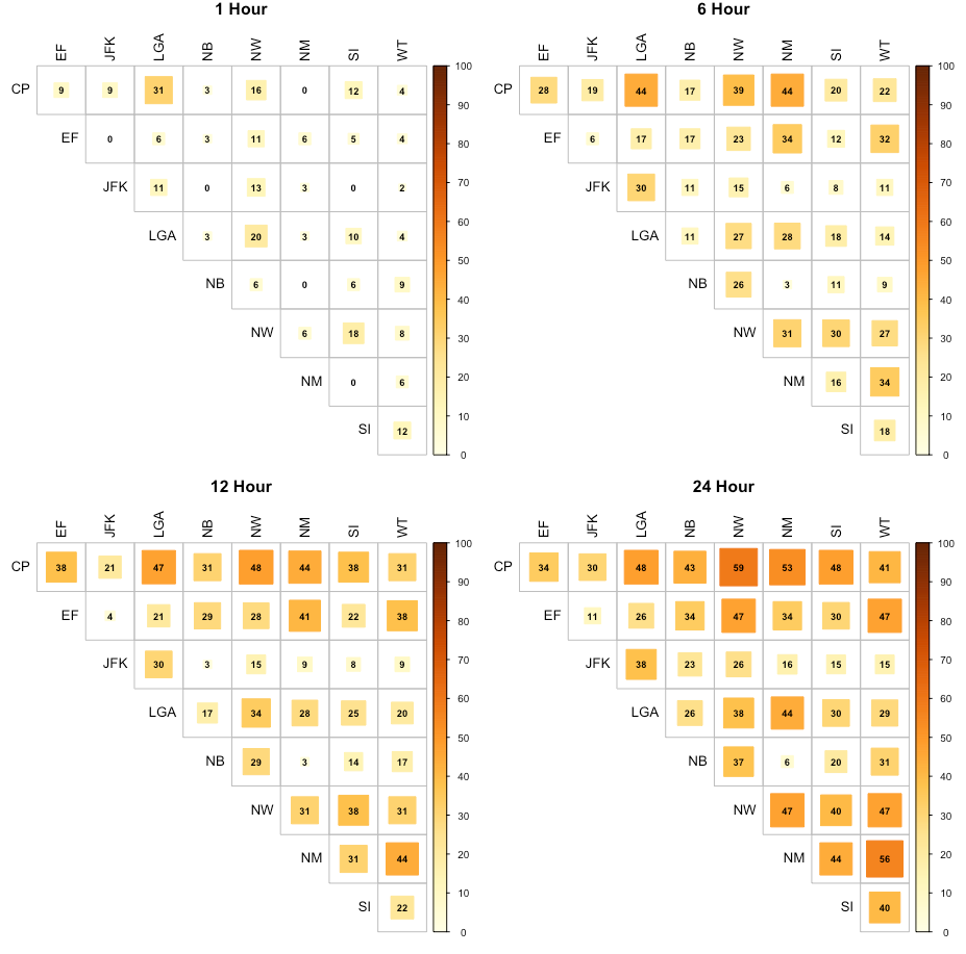 1 Hour
EF JFK LGA NB NW NM SI WT
CP 9 9 31 3 16 0 12 4
EF 0 6 3 11 6 5 4
JFK 11 0 13 3 0 2
LGA 3 20 3 10 4
NB 6 0 6 9
NW 6 18 8
NM 0 6
SI 12
100
90
80
70
60
50
40
30
20
10
0
6 Hour
EF JFK LGA NB NW NM SI WT
CP 28 19 44 17 39 44 20 22
EF 6 17 17 23 34 12 32
JFK 30 11 15 6 8 11
LGA 11 27 28 18 14
NB 26 3 11 9
NW 31 30 27
NM 16 34
SI 18
100
90
80
70
60
50
40
30
20
10
0
12 Hour
EF JFK LGA NB NW NM SI WT
CP 38 21 47 31 48 44 38 31
EF 4 21 29 28 41 22 38
JFK 30 3 15 9 8 9
LGA 17 34 28 25 20
NB 29 3 14 17
NW 31 38 31
NM 31 44
SI 22
100
90
80
70
60
50
40
30
20
10
0
24 Hour
EF JFK LGA NB NW NM SI WT
CP 34 30 48 43 59 53 48 41
EF 11 26 34 47 34 30 47
JFK 38 23 26 16 15 15
LGA 26 38 44 30 29
NB 37 6 20 31
NW 47 40 47
NM 44 56
SI 40
100
90
80
70
60
50
40
30
20
10
0